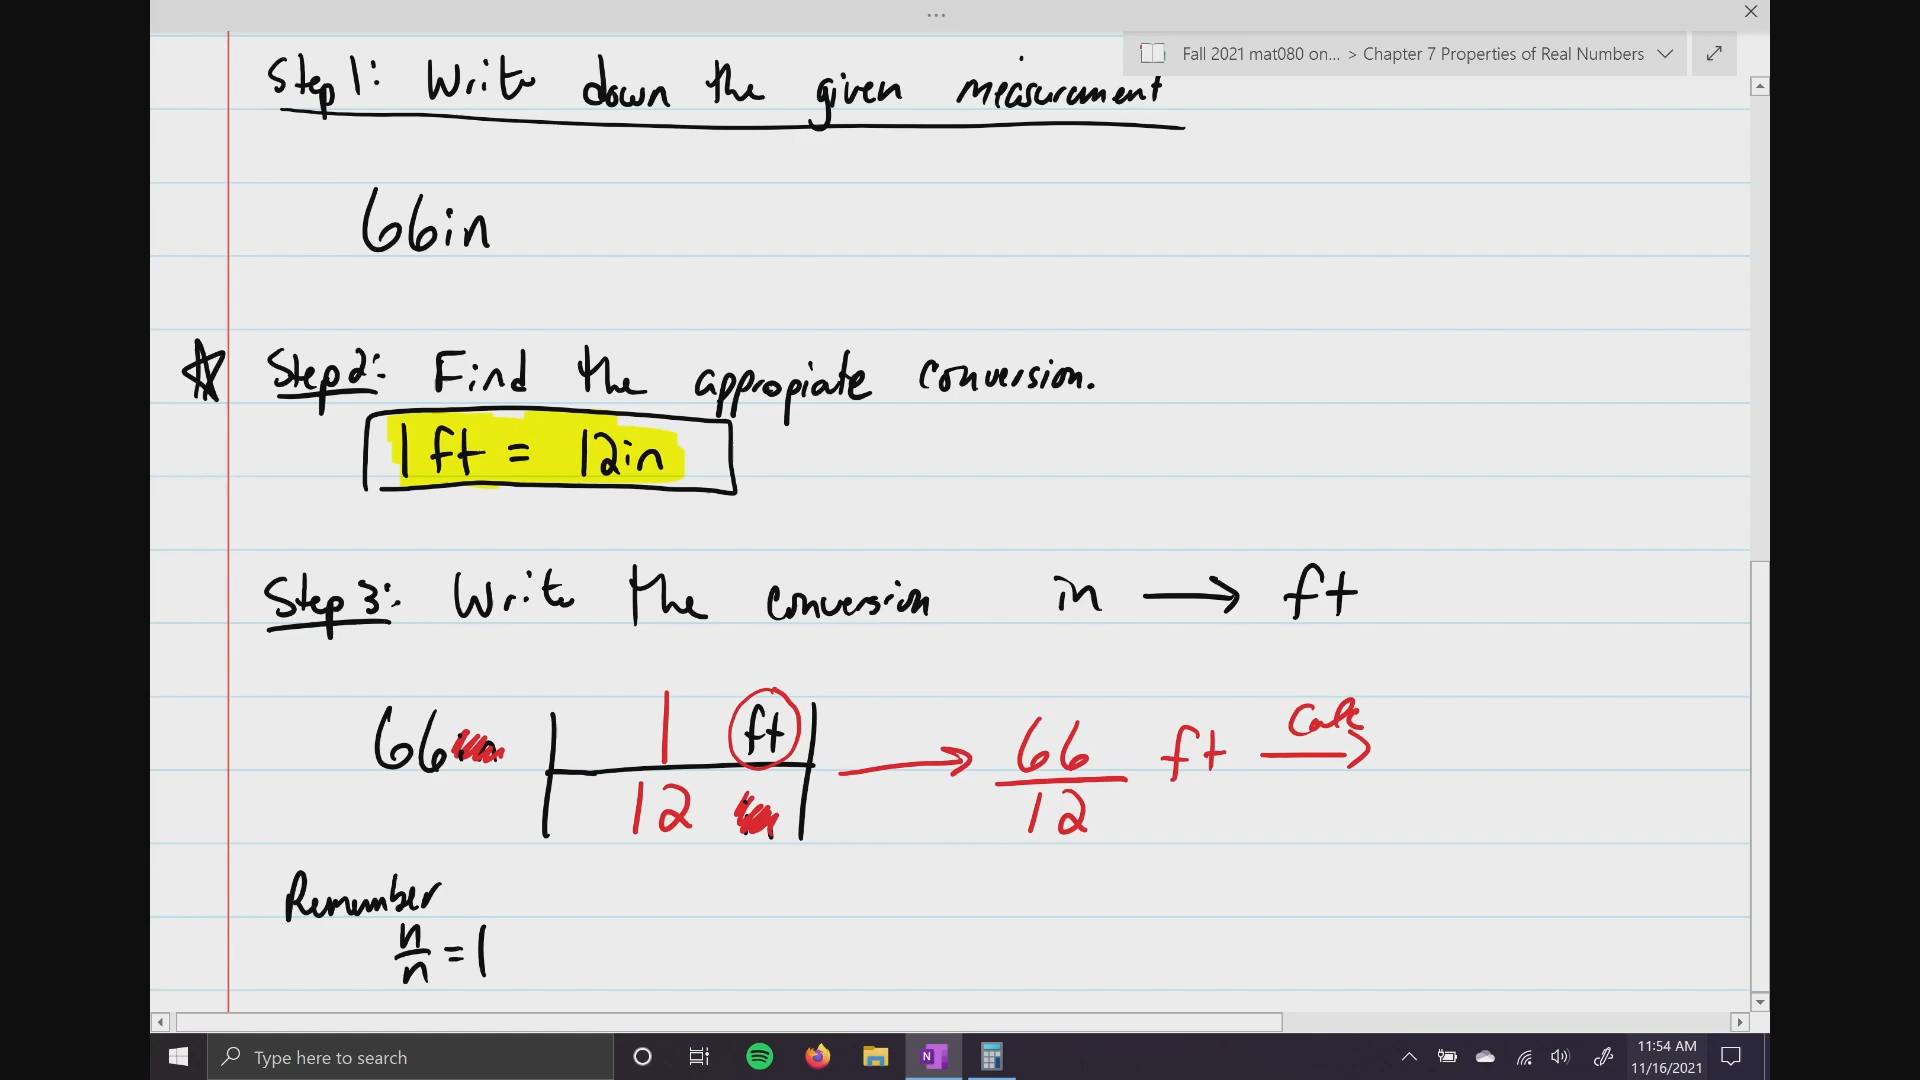 ...
Fall 2021 mat080 on... > Chapter 7 Properties of Real Numbers
Step 1: Write down the given measurement
66in
Step 2: Find the appropiate conversion.
1 ft = 12in
Step 3: Write the conversion in → ft
66in 1 ft → 66 ft Calc →
12 in 12
Remember
n
n = 1
Type here to search
N
11:54 AM
11/16/2021